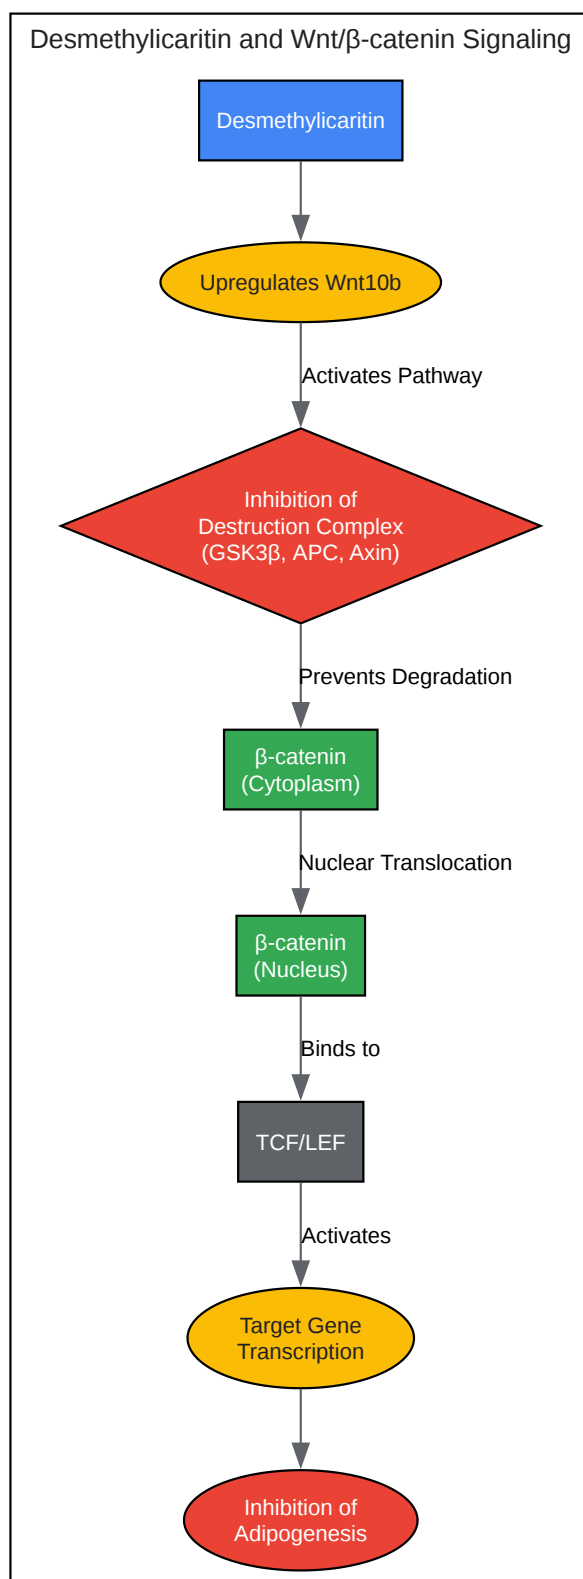 Desmethylicaritin and Wnt/β-catenin Signaling
Desmethylicaritin
Upregulates Wnt10b
Activates Pathway
Inhibition of
Destruction Complex
(GSK3β, APC, Axin)
Prevents Degradation
β-catenin
(Cytoplasm)
Nuclear Translocation
β-catenin
(Nucleus)
Binds to
TCF/LEF
Activates
Target Gene
Transcription
Inhibition of
Adipogenesis